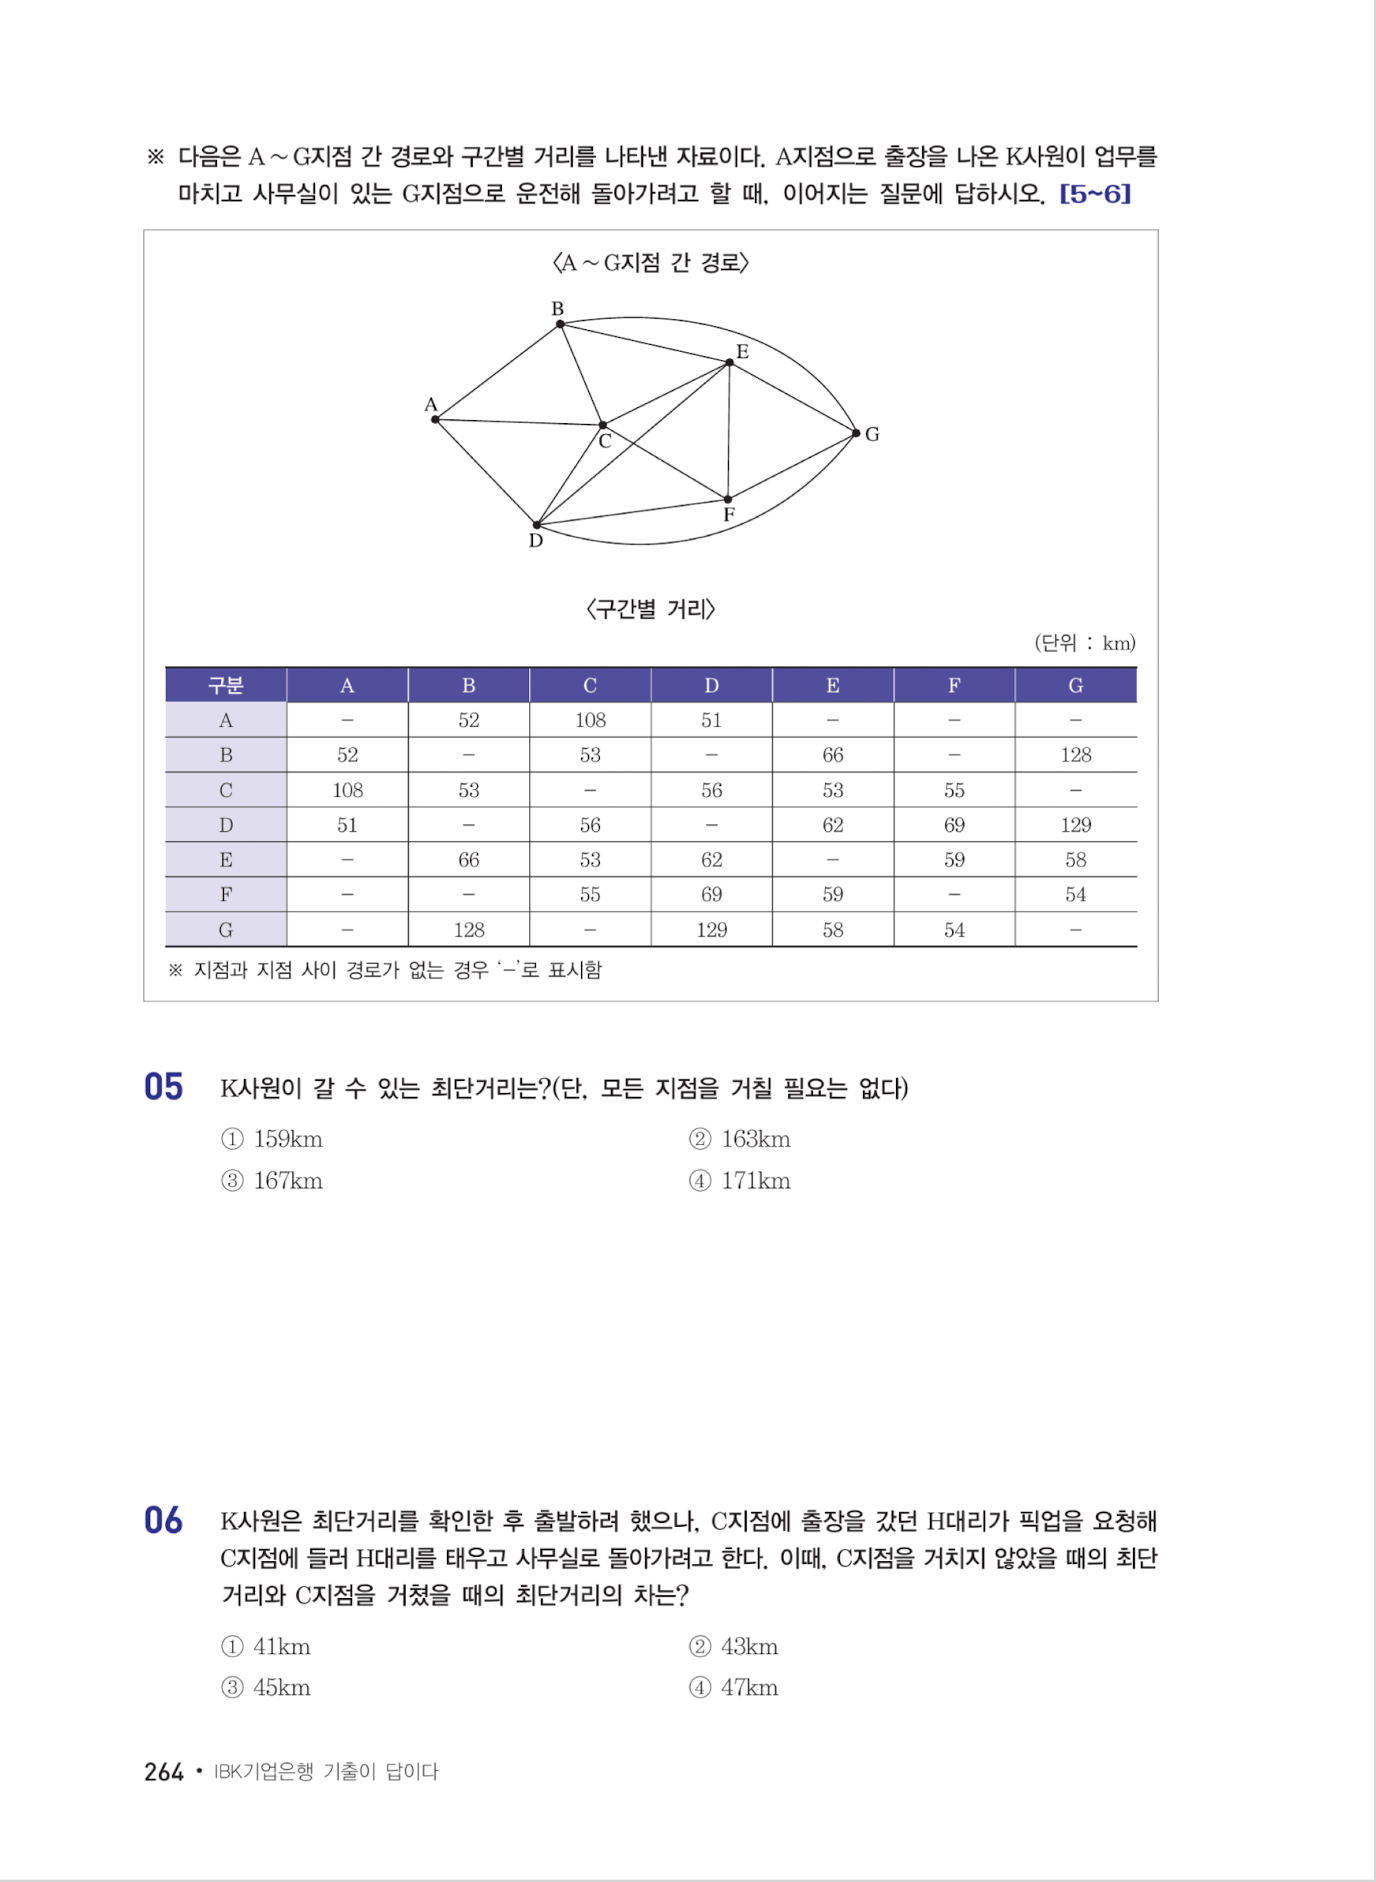 ※ 다음은 A～G지점 간 경로와 구간별 거리를 나타낸 자료이다. A지점으로 출장을 나온 K사원이 업무를
마치고 사무실이 있는 G지점으로 운전해 돌아가려고 할 때, 이어지는 질문에 답하시오. [5~6]
〈A～G지점 간 경로〉
B
E
A
C
G
F
D
〈구간별 거리〉
(단위 : km)
구분 A B C D E F G
A － 52 108 51 － － －
B 52 － 53 － 66 － 128
C 108 53 － 56 53 55 －
D 51 － 56 － 62 69 129
E － 66 53 62 － 59 58
F － － 55 69 59 － 54
G － 128 － 129 58 54 －
※ 지점과 지점 사이 경로가 없는 경우 ‘－’로 표시함
05 K사원이 갈 수 있는 최단거리는?(단, 모든 지점을 거칠 필요는 없다)
① 159km ② 163km
③ 167km ④ 171km
06 K사원은 최단거리를 확인한 후 출발하려 했으나, C지점에 출장을 갔던 H대리가 픽업을 요청해
C지점에 들러 H대리를 태우고 사무실로 돌아가려고 한다. 이때, C지점을 거치지 않았을 때의 최단
거리와 C지점을 거쳤을 때의 최단거리의 차는?
① 41km ② 43km
③ 45km ④ 47km
264 • IBK기업은행 기출이 답이다